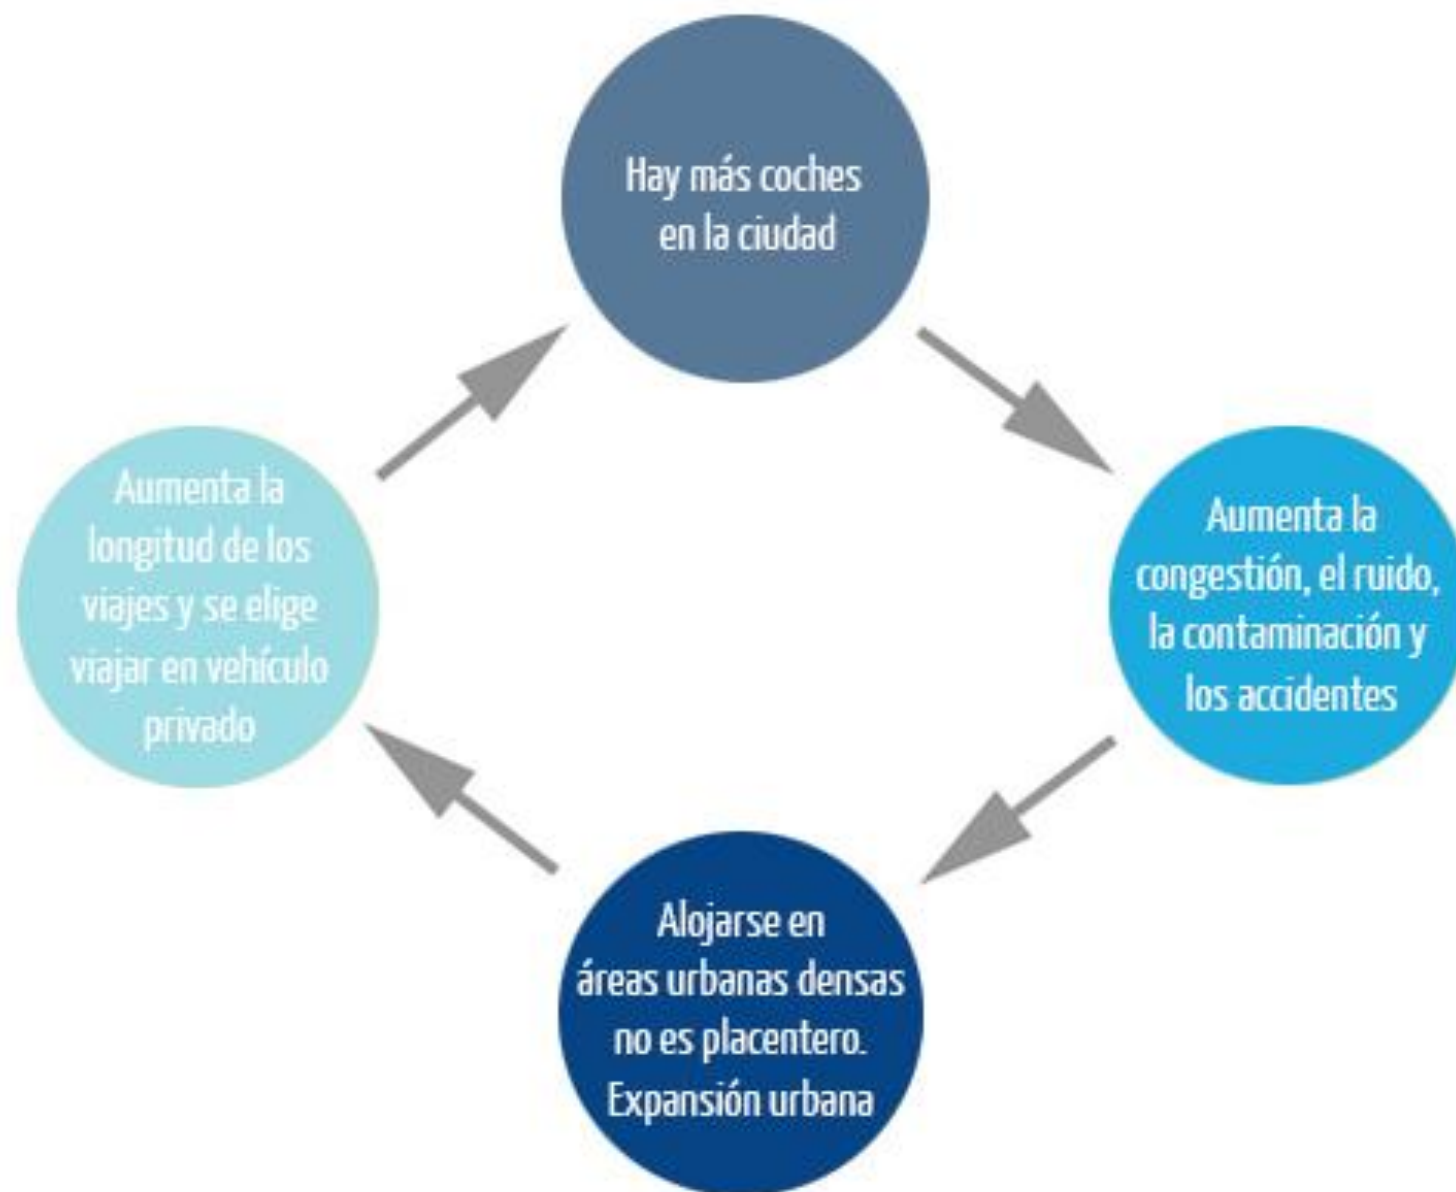 Hay más coches
en la ciudad
Aumenta la
congestión, el ruido,
la contaminación y
los accidentes
Alojarse en
áreas urbanas densas
no es placentero.
Expansión urbana
Aumenta la
longitud de los
viajes y se elige
viajar en vehículo
privado